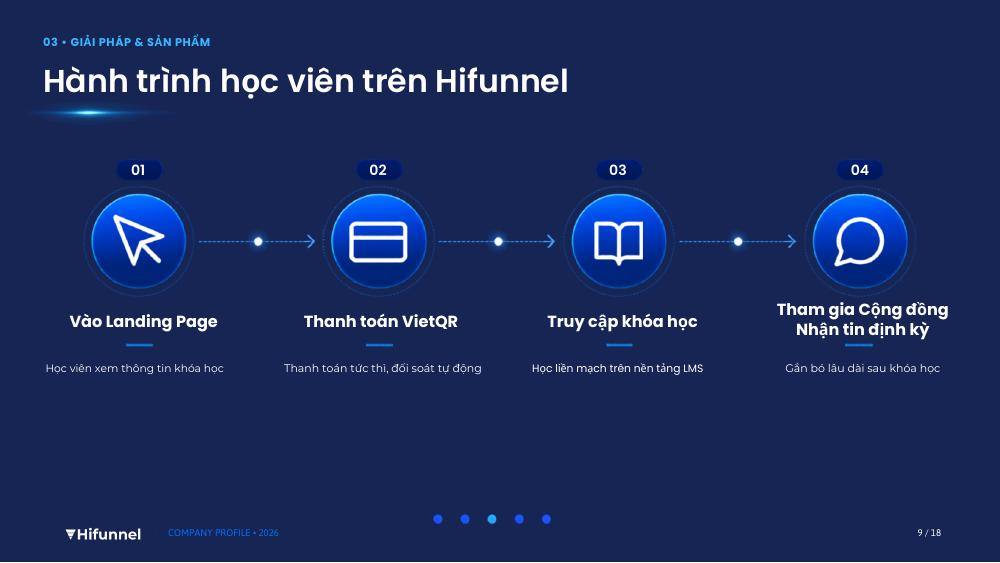 03 • GIẢI PHÁP & SẢN PHẨM
Hành trình học viên trên Hifunnel
01
02
03
04
Vào Landing Page
Thanh toán VietQR
Truy cập khóa học
Tham gia Cộng đồng
Nhận tin định kỳ
Học viên xem thông tin khóa học
Thanh toán tức thì, đối soát tự động
Học liền mạch trên nền tảng LMS
Gắn bó lâu dài sau khóa học
Hifunnel
COMPANY PROFILE • 2026
9 / 18